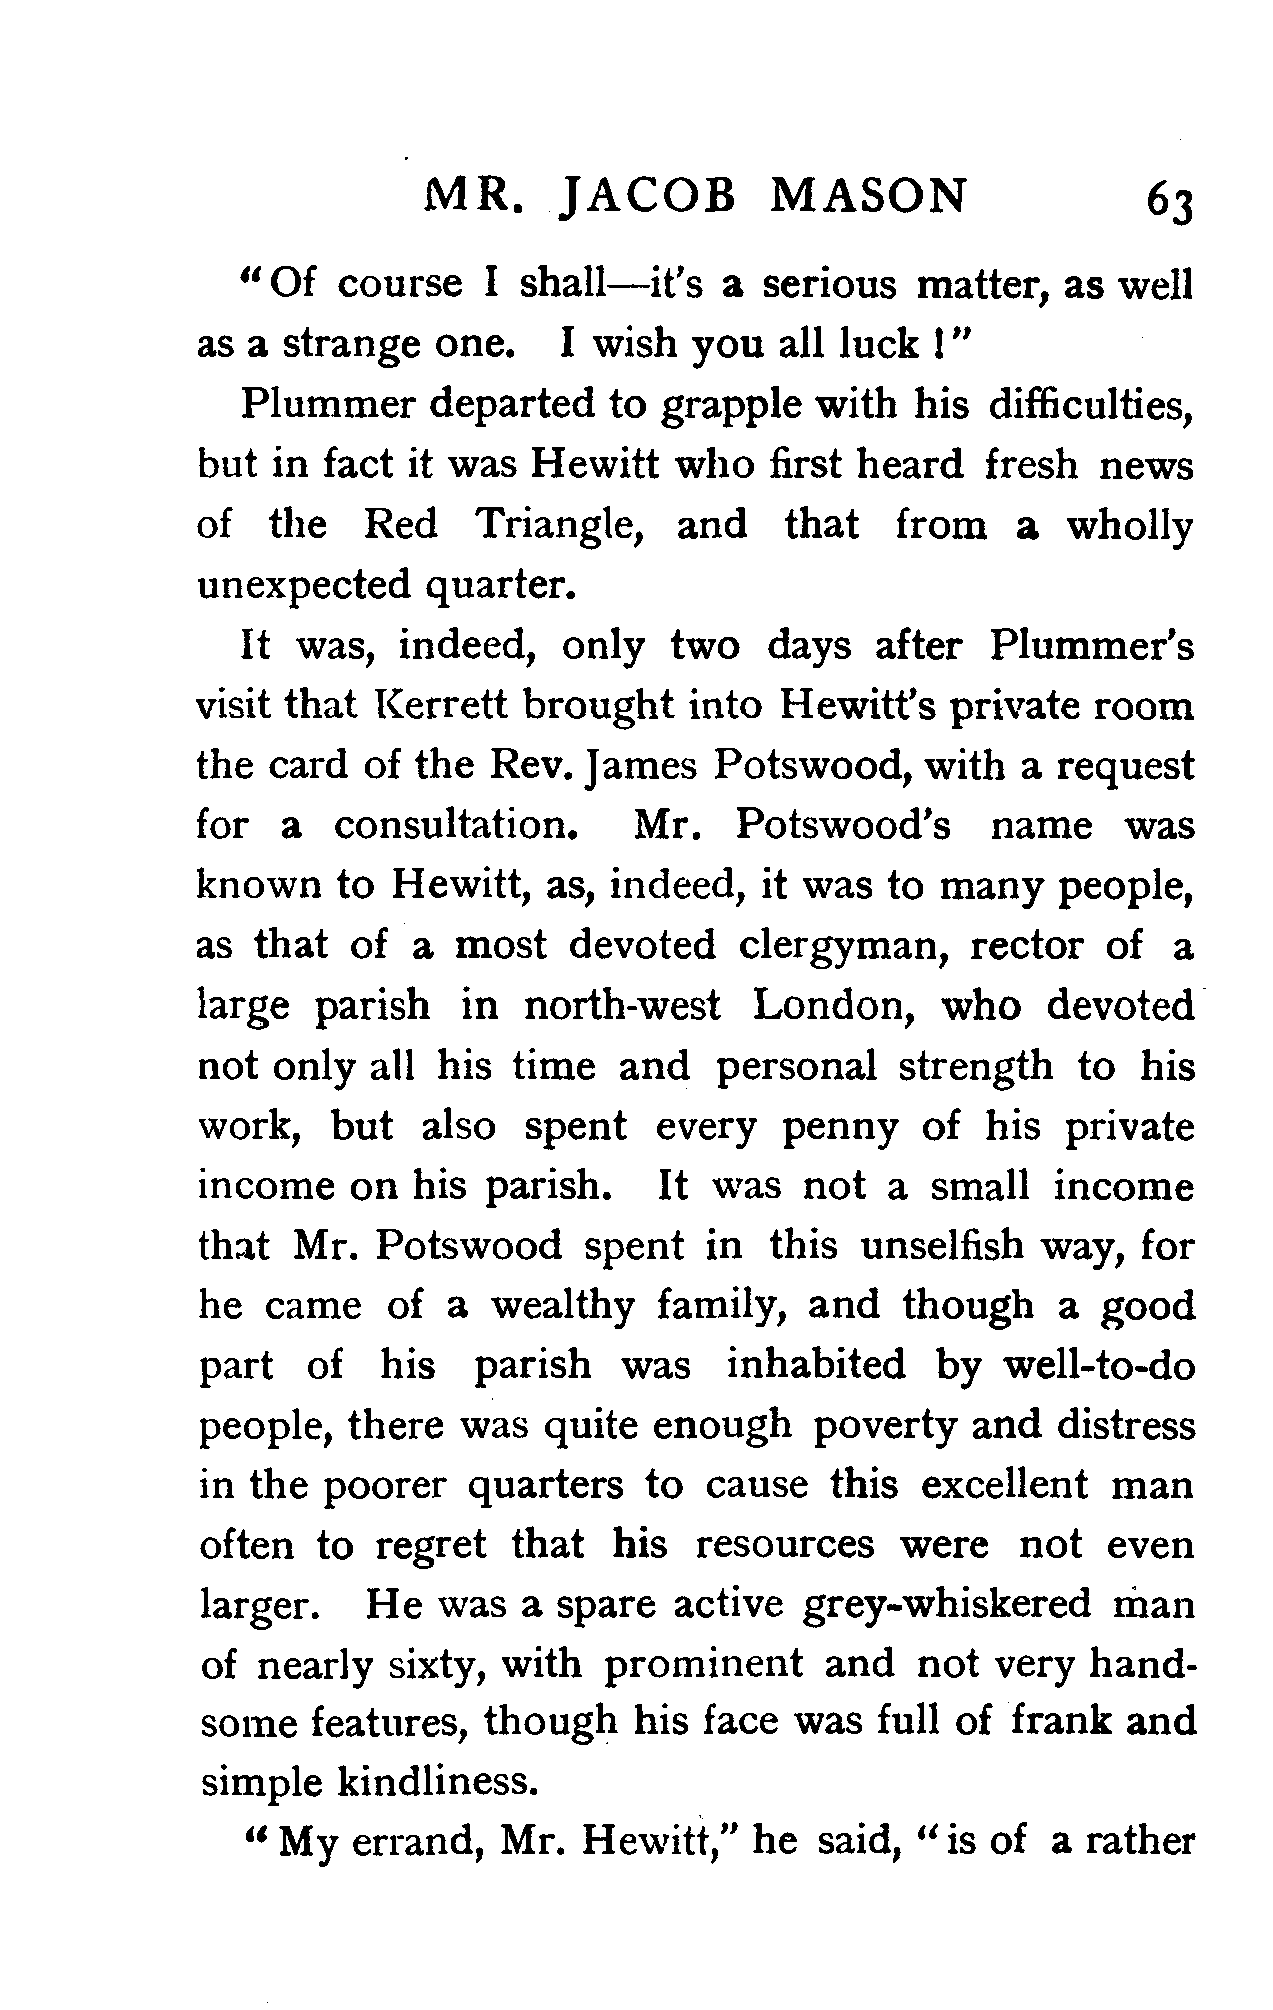 MR. JACOB MASON 63
“Of course I shall—it's a serious matter, as well
as a strange one. I wish you all luck!”
Plummer departed to grapple with his difficulties,
but in fact it was Hewitt who first heard fresh news
of the Red Triangle, and that from a wholly
unexpected quarter.
It was, indeed, only two days after Plummer's
visit that Kerrett brought into Hewitt's private room
the card of the Rev. James Potswood, with a request
for a consultation. Mr. Potswood's name was
known to Hewitt, as, indeed, it was to many people,
as that of a most devoted clergyman, rector of a
large parish in north-west London, who devoted
not only all his time and personal strength to his
work, but also spent every penny of his private
income on his parish. It was not a small income
that Mr. Potswood spent in this unselfish way, for
he came of a wealthy family, and though a good
part of his parish was inhabited by well-to-do
people, there was quite enough poverty and distress
in the poorer quarters to cause this excellent man
often to regret that his resources were not even
larger. He was a spare active grey-whiskered man
of nearly sixty, with prominent and not very hand-
some features, though his face was full of frank and
simple kindliness.
“My errand, Mr. Hewitt,” he said, “is of a rather